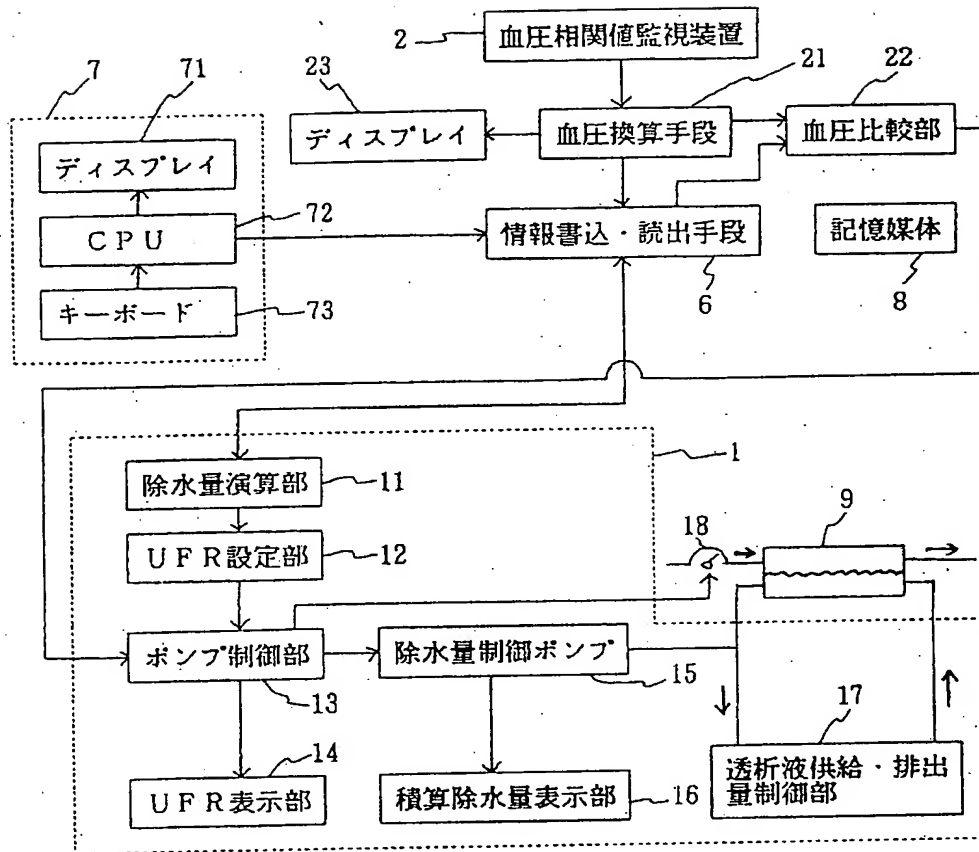 2
血圧相関値監視装置
7
71
23
21
22
ディスプレイ
ディスプレイ
血圧換算手段
血圧比較部
72
CPU
情報書込・読出手段
記憶媒体
キーボード
73
6
8
1
除水量演算部
11
18
9
UFR設定部
12
ポンプ制御部
除水量制御ポンプ
13
15
17
14
UFR表示部
積算除水量表示部
16
透析液供給・排出
量制御部